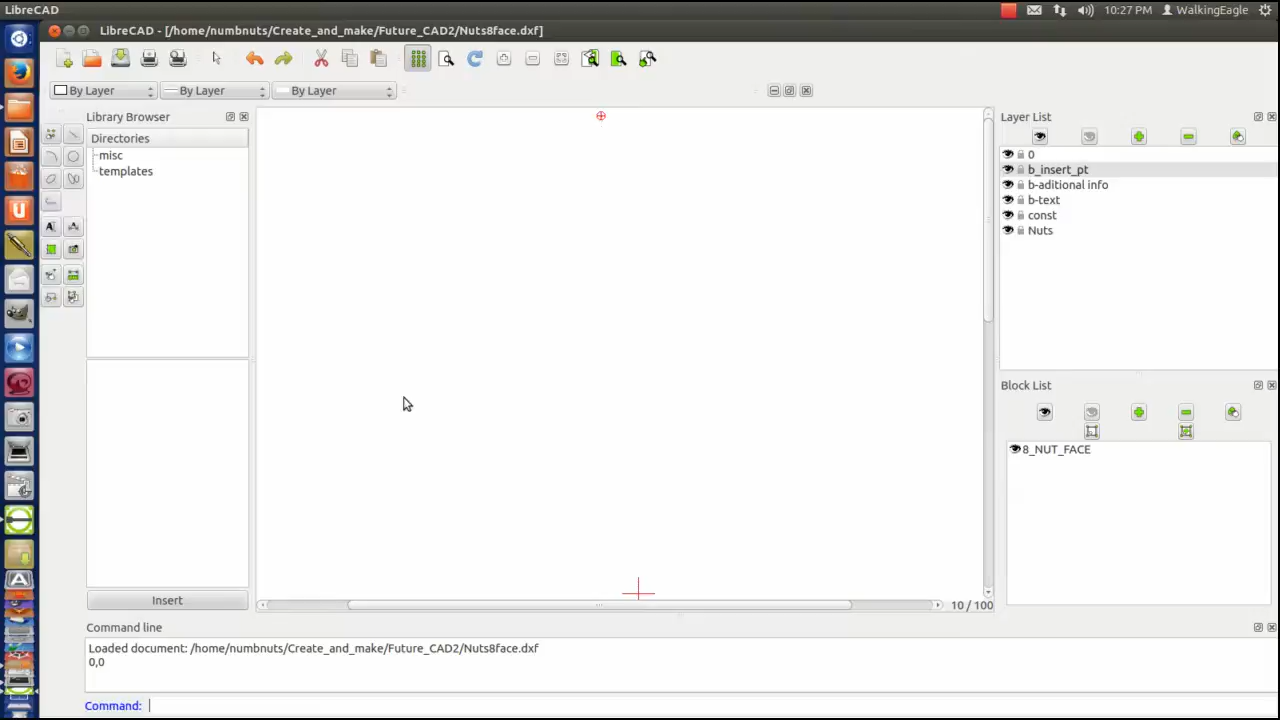 LibreCAD
10:27 PM
WalkingEagle
LibreCAD - [/home/numbnuts/Create_and_make/Future_CAD2/Nuts8face.dxf]
By Layer
By Layer
By Layer
Library Browser
Directories
misc
templates
Insert
10 / 100
Layer List
0
b_insert_pt
b-aditional info
b-text
const
Nuts
Block List
8_NUT_FACE
Command line
Loaded document: /home/numbnuts/Create_and_make/Future_CAD2/Nuts8face.dxf
0,0
Command: